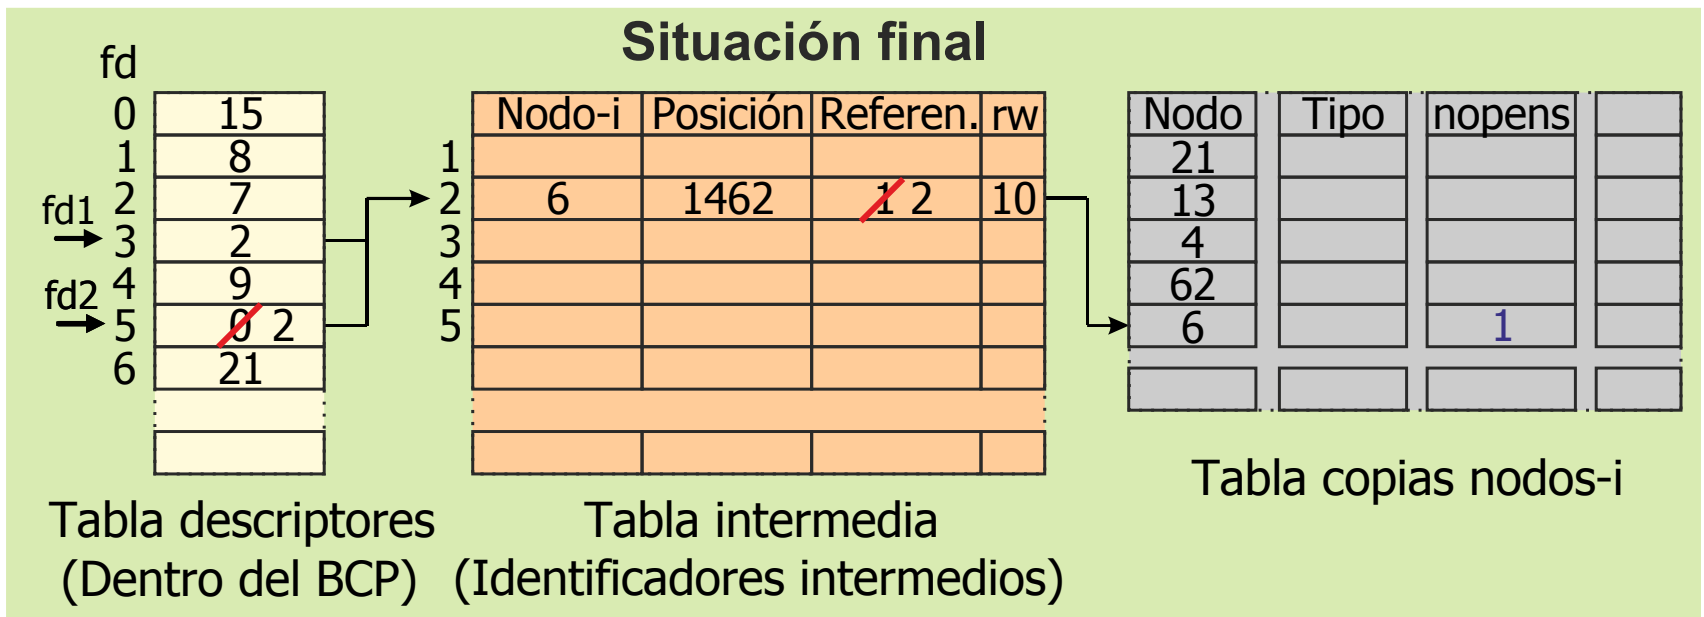 Situación final
fd
0 15
1 8
fd1 2 7
3 2
4 9
fd2 5 0 2
6 21
Tabla descriptores
(Dentro del BCP)
Nodo-i Posición Referen. rw
1
2 6 1462 1 2 10
3
4
5
Tabla intermedia
(Identificadores intermedios)
Nodo Tipo nopens
21
13
4
62
6 1
Tabla copias nodos-i